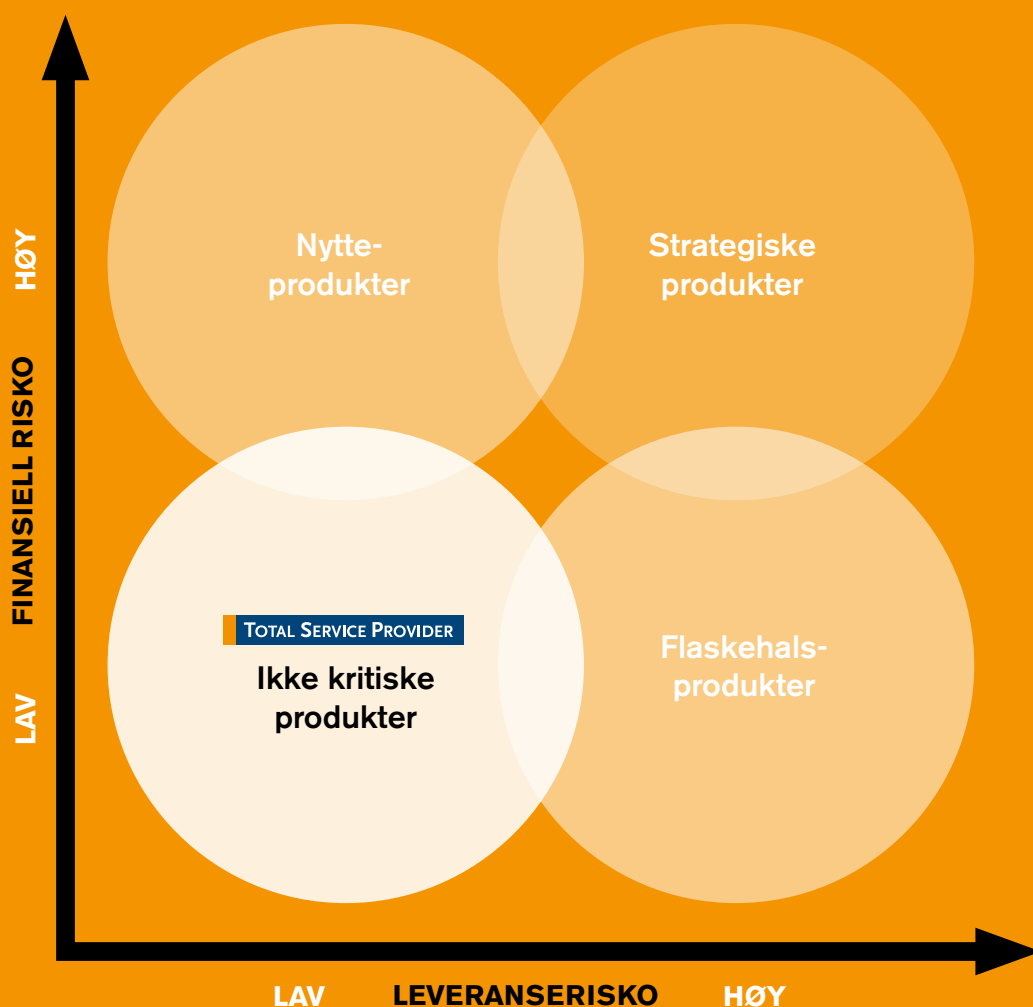 HØY
FINANSIELL RISKO
LAV
Nytte-
produkter
Strategiske
produkter
TOTAL SERVICE PROVIDER
Ikke kritiske
produkter
Flaskehals-
produkter
LAV
LEVERANSERISKO
HØY